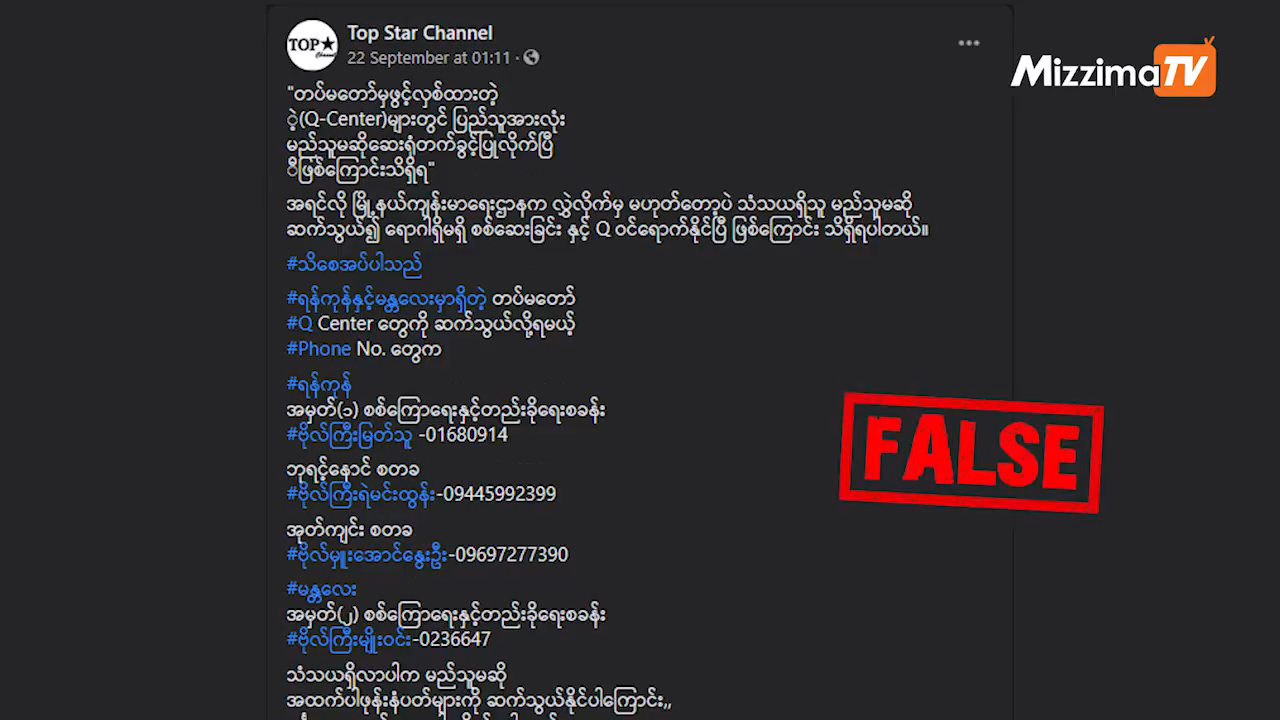 Top Star Channel
22 September at 01:11
TOP★
Channel
MizzimaTV
"တပ်မတော်မှဖွင့်လှစ်ထားတဲ့
ဲ့(Q-Center)များတွင် ပြည်သူအားလုံး
မည်သူမဆိုဆေးရုံတက်ခွင့်ပြုလိုက်ပြီ
ီဖြစ်ကြောင်းသိရှိရ"
အရင်လို မြို့နယ်ကျန်းမာရေးဌာနက လွှဲလိုက်မှ မဟုတ်တော့ပဲ သံသယရှိသူ မည်သူမဆို
ဆက်သွယ်၍ ရောဂါရှိမရှိ စစ်ဆေးခြင်း နှင့် Q ဝင်ရောက်နိုင်ပြီ ဖြစ်ကြောင်း သိရှိရပါတယ်။
#သိစေအပ်ပါသည်
#ရန်ကုန်နှင့်မန္တလေးမှာရှိတဲ့ တပ်မတော်
#Q Center တွေကို ဆက်သွယ်လို့ရမယ့်
#Phone No. တွေက
#ရန်ကုန်
အမှတ်(၁) စစ်ကြောရေးနှင့်တည်းခိုရေးစခန်း
#ဗိုလ်ကြီးမြတ်သူ -01680914
ဘုရင့်နောင် စတခ
#ဗိုလ်ကြီးရဲမင်းထွန်း-09445992399
အုတ်ကျင်း စတခ
#ဗိုလ်မှူးအောင်နွေးဦး-09697277390
#မန္တလေး
အမှတ်(၂) စစ်ကြောရေးနှင့်တည်းခိုရေးစခန်း
#ဗိုလ်ကြီးမျိုးဝင်း-0236647
သံသယရှိလာပါက မည်သူမဆို
အထက်ပါဖုန်းနံပတ်များကို ဆက်သွယ်နိုင်ပါကြောင်း,,
FALSE